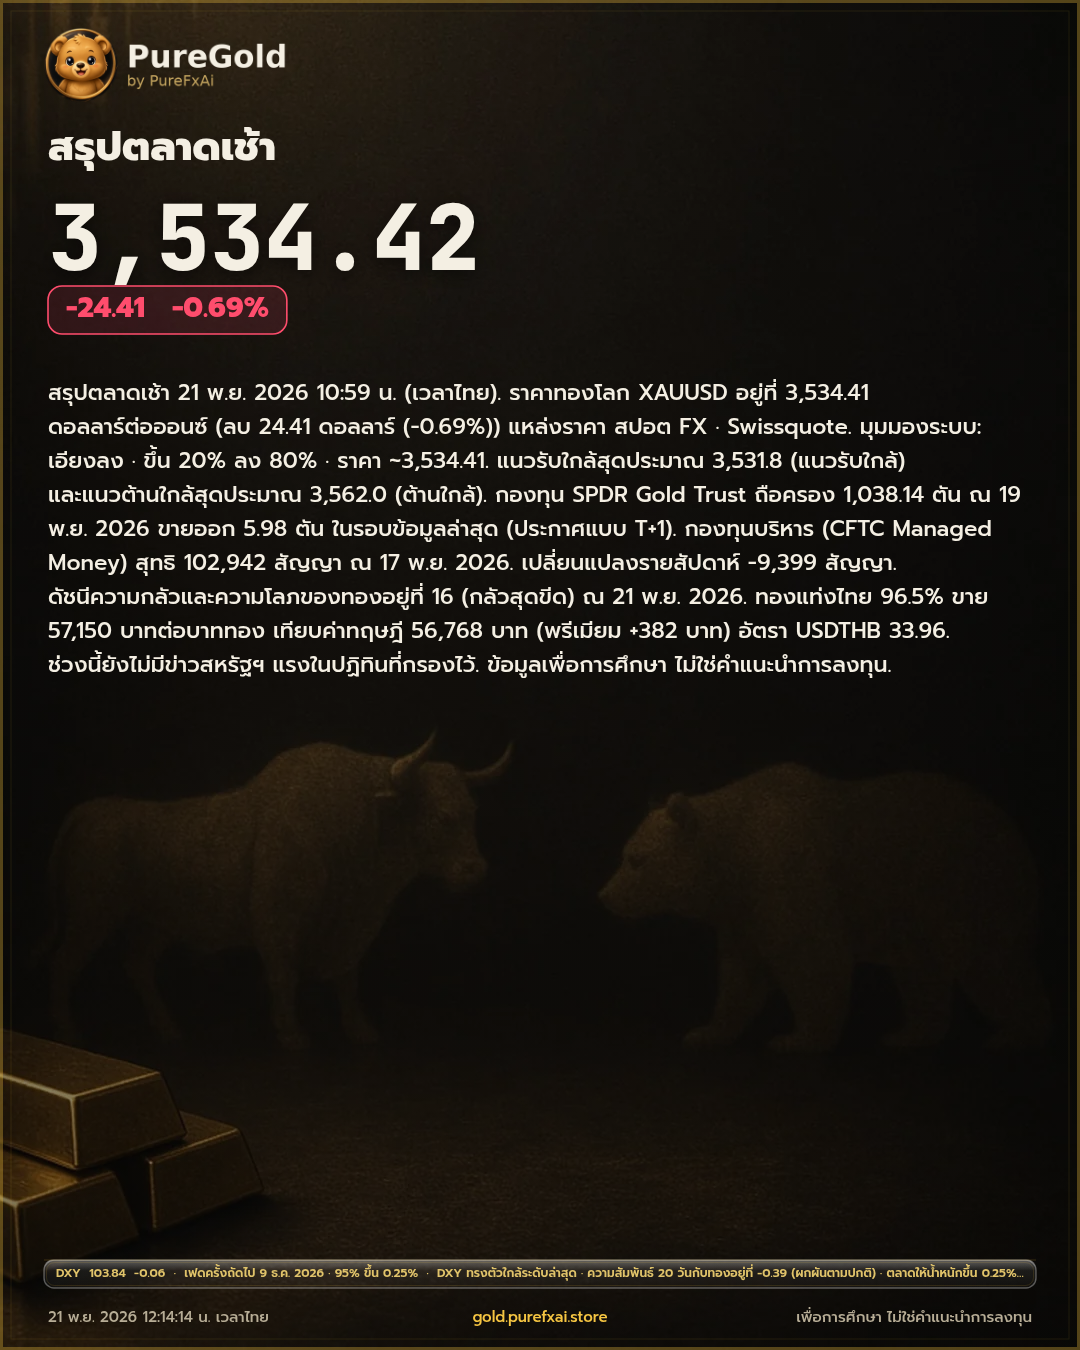 PureGold
by PureFxAi
สรุปตลาดเช้า
3,534.42
-24.41 -0.69%
สรุปตลาดเช้า 21 พ.ย. 2026 10:59 น. (เวลาไทย). ราคาทองโลก XAUUSD อยู่ที่ 3,534.41
ดอลลาร์ต่อออนซ์ (ลบ 24.41 ดอลลาร์ (-0.69%)) แหล่งราคา สปอต FX · Swissquote. มุมมองระบบ:
เอียงลง · ขึ้น 20% ลง 80% · ราคา ~3,534.41. แนวรับใกล้สุดประมาณ 3,531.8 (แนวรับใกล้)
และแนวต้านใกล้สุดประมาณ 3,562.0 (ต้านใกล้). กองทุน SPDR Gold Trust ถือครอง 1,038.14 ตัน ณ 19
พ.ย. 2026 ขายออก 5.98 ตัน ในรอบข้อมูลล่าสุด (ประกาศแบบ T+1). กองทุนบริหาร (CFTC Managed
Money) สุทธิ 102,942 สัญญา ณ 17 พ.ย. 2026. เปลี่ยนแปลงรายสัปดาห์ -9,399 สัญญา.
ดัชนีความกลัวและความโลภของทองอยู่ที่ 16 (กลัวสุดขีด) ณ 21 พ.ย. 2026. ทองแท่งไทย 96.5% ขาย
57,150 บาทต่อบาททอง เทียบค่าทฤษฎี 56,768 บาท (พรีเมียม +382 บาท) อัตรา USDTHB 33.96.
ช่วงนี้ยังไม่มีข่าวสหรัฐฯ แรงในปฏิทินที่กรองไว้. ข้อมูลเพื่อการศึกษา ไม่ใช่คำแนะนำการลงทุน.
DXY 103.84 -0.06 · เฟดครั้งถัดไป 9 ธ.ค. 2026 · 95% ขึ้น 0.25% · DXY ทรงตัวใกล้ระดับล่าสุด · ความสัมพันธ์ 20 วันกับทองอยู่ที่ -0.39 (ผกผันตามปกติ) · ตลาดให้น้ำหนักขึ้น 0.25%...
21 พ.ย. 2026 12:14:14 น. เวลาไทย gold.purefxai.store เพื่อการศึกษา ไม่ใช่คำแนะนำการลงทุน